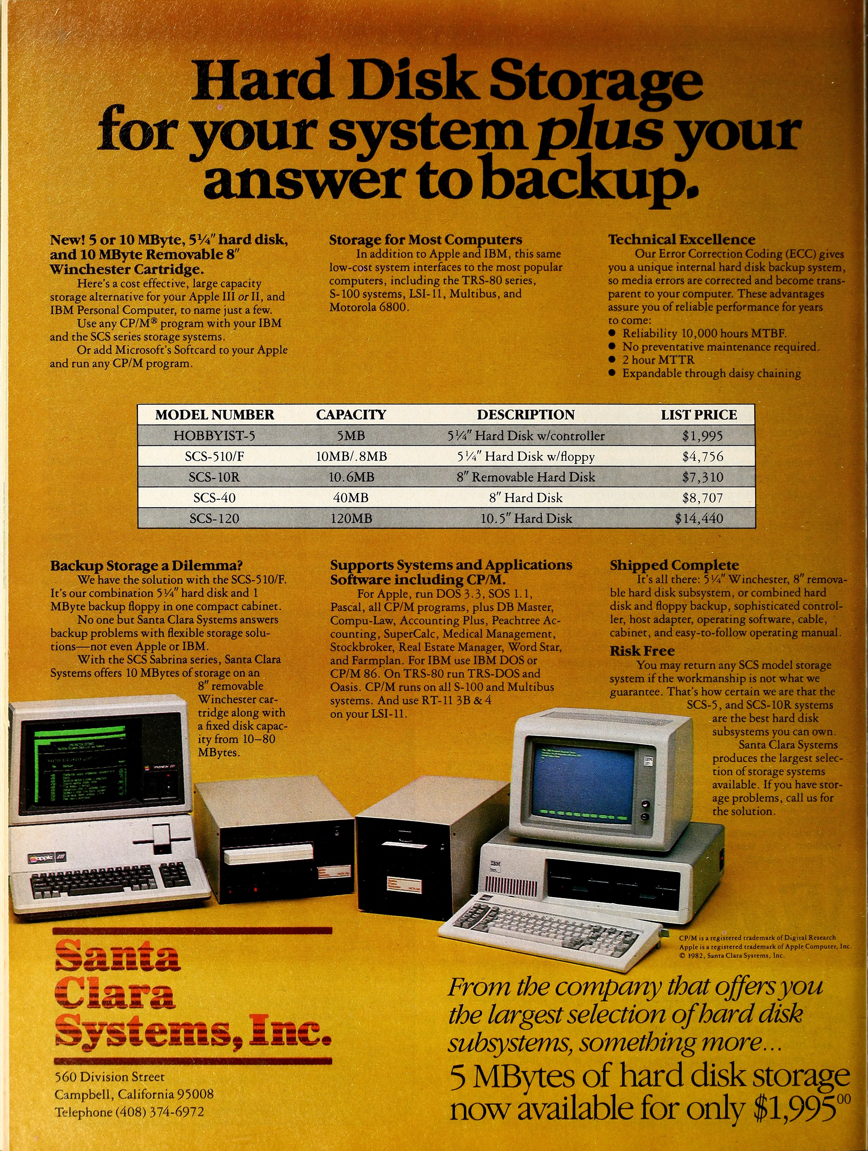 Hard Disk Storage
for your system plus your
answer to backup.
New! 5 or 10 MByte, 5¼" hard disk,
and 10 MByte Removable 8"
Winchester Cartridge.
Here's a cost effective, large capacity
storage alternative for your Apple III or II, and
IBM Personal Computer, to name just a few.
Use any CP/M® program with your IBM
and the SCS series storage systems.
Or add Microsoft's Softcard to your Apple
and run any CP/M program.
Storage for Most Computers
In addition to Apple and IBM, this same
low-cost system interfaces to the most popular
computers, including the TRS-80 series,
S-100 systems, LSI-11, Multibus, and
Motorola 6800.
Technical Excellence
Our Error Correction Coding (ECC) gives
you a unique internal hard disk backup system,
so media errors are corrected and become trans-
parent to your computer. These advantages
assure you of reliable performance for years
to come:
● Reliability 10,000 hours MTBF.
● No preventative maintenance required.
● 2 hour MTTR
● Expandable through daisy chaining
MODEL NUMBER CAPACITY DESCRIPTION LIST PRICE
HOBBYIST-5 5MB 5¼" Hard Disk w/controller $1,995
SCS-510/F 10MB/.8MB 5¼" Hard Disk w/floppy $4,756
SCS-10R 10.6MB 8" Removable Hard Disk $7,310
SCS-40 40MB 8" Hard Disk $8,707
SCS-120 120MB 10.5" Hard Disk $14,440
Backup Storage a Dilemma?
We have the solution with the SCS-510/F.
It's our combination 5¼" hard disk and 1
MByte backup floppy in one compact cabinet.
No one but Santa Clara Systems answers
backup problems with flexible storage solu-
tions—not even Apple or IBM.
With the SCS Sabrina series, Santa Clara
Systems offers 10 MBytes of storage on an
8" removable
Winchester car-
tridge along with
a fixed disk capac-
ity from 10–80
MBytes.
Supports Systems and Applications
Software including CP/M.
For Apple, run DOS 3.3, SOS 1.1,
Pascal, all CP/M programs, plus DB Master,
Compu-Law, Accounting Plus, Peachtree Ac-
counting, SuperCalc, Medical Management,
Stockbroker, Real Estate Manager, Word Star,
and Farmplan. For IBM use IBM DOS or
CP/M 86. On TRS-80 run TRS-DOS and
Oasis. CP/M runs on all S-100 and Multibus
systems. And use RT-11 3B & 4
on your LSI-11.
Shipped Complete
It's all there: 5¼" Winchester, 8" remova-
ble hard disk subsystem, or combined hard
disk and floppy backup, sophisticated control-
ler, host adapter, operating software, cable,
cabinet, and easy-to-follow operating manual.
Risk Free
You may return any SCS model storage
system if the workmanship is not what we
guarantee. That's how certain we are that the
SCS-5, and SCS-10R systems
are the best hard disk
subsystems you can own.
Santa Clara Systems
produces the largest selec-
tion of storage systems
available. If you have stor-
age problems, call us for
the solution.
apple III
IBM
CP/M is a registered trademark of Digital Research
Apple is a registered trademark of Apple Computer, Inc.
© 1982, Santa Clara Systems, Inc.
Santa
Clara
Systems, Inc.
560 Division Street
Campbell, California 95008
Telephone (408) 374-6972
From the company that offers you
the largest selection of hard disk
subsystems, something more...
5 MBytes of hard disk storage
now available for only $1,995⁰⁰